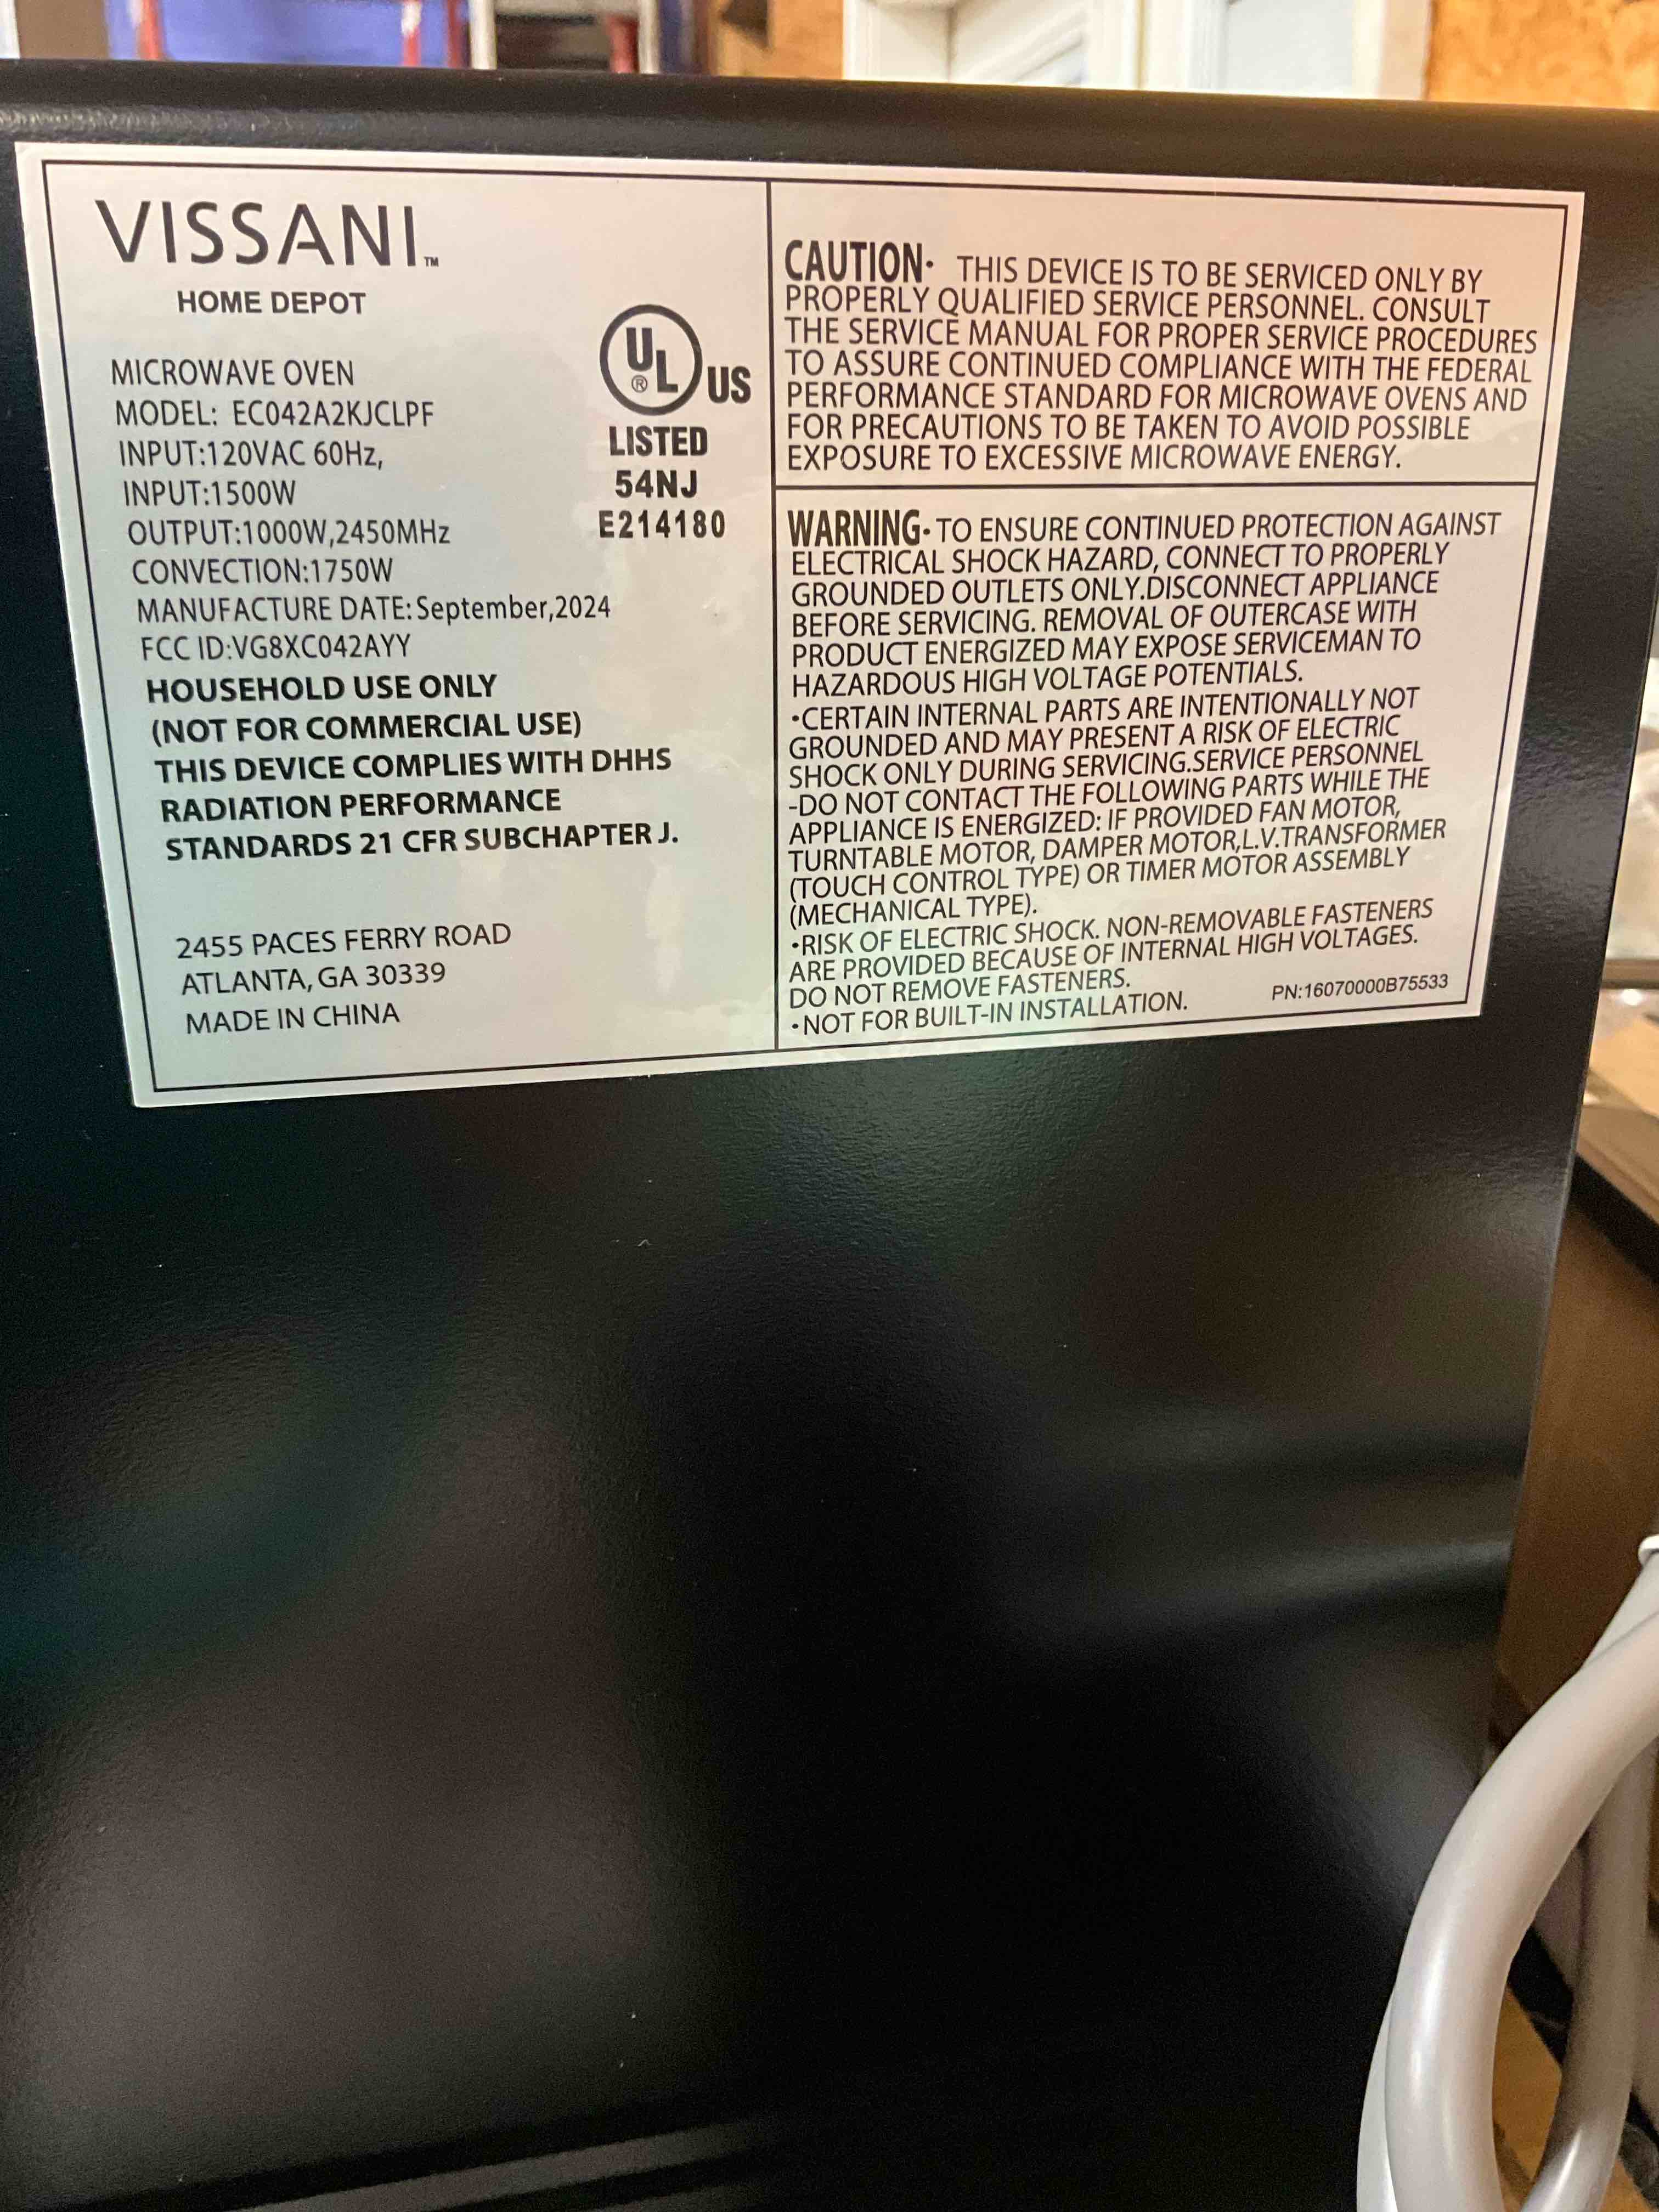 VISSANI™
HOME DEPOT
MICROWAVE OVEN
MODEL: EC042A2KJCLPF
INPUT:120VAC 60Hz,
INPUT:1500W
OUTPUT:1000W,2450MHz
CONVECTION:1750W
MANUFACTURE DATE:September,2024
FCC ID:VG8XC042AYY
HOUSEHOLD USE ONLY
(NOT FOR COMMERCIAL USE)
THIS DEVICE COMPLIES WITH DHHS
RADIATION PERFORMANCE
STANDARDS 21 CFR SUBCHAPTER J.
2455 PACES FERRY ROAD
ATLANTA, GA 30339
MADE IN CHINA
UL® US
LISTED
54NJ
E214180
CAUTION• THIS DEVICE IS TO BE SERVICED ONLY BY
PROPERLY QUALIFIED SERVICE PERSONNEL. CONSULT
THE SERVICE MANUAL FOR PROPER SERVICE PROCEDURES
TO ASSURE CONTINUED COMPLIANCE WITH THE FEDERAL
PERFORMANCE STANDARD FOR MICROWAVE OVENS AND
FOR PRECAUTIONS TO BE TAKEN TO AVOID POSSIBLE
EXPOSURE TO EXCESSIVE MICROWAVE ENERGY.
WARNING• TO ENSURE CONTINUED PROTECTION AGAINST
ELECTRICAL SHOCK HAZARD, CONNECT TO PROPERLY
GROUNDED OUTLETS ONLY.DISCONNECT APPLIANCE
BEFORE SERVICING. REMOVAL OF OUTERCASE WITH
PRODUCT ENERGIZED MAY EXPOSE SERVICEMAN TO
HAZARDOUS HIGH VOLTAGE POTENTIALS.
•CERTAIN INTERNAL PARTS ARE INTENTIONALLY NOT
GROUNDED AND MAY PRESENT A RISK OF ELECTRIC
SHOCK ONLY DURING SERVICING.SERVICE PERSONNEL
-DO NOT CONTACT THE FOLLOWING PARTS WHILE THE
APPLIANCE IS ENERGIZED: IF PROVIDED FAN MOTOR,
TURNTABLE MOTOR, DAMPER MOTOR,L.V.TRANSFORMER
(TOUCH CONTROL TYPE) OR TIMER MOTOR ASSEMBLY
(MECHANICAL TYPE).
•RISK OF ELECTRIC SHOCK. NON-REMOVABLE FASTENERS
ARE PROVIDED BECAUSE OF INTERNAL HIGH VOLTAGES.
DO NOT REMOVE FASTENERS.
•NOT FOR BUILT-IN INSTALLATION.
PN:16070000B75533